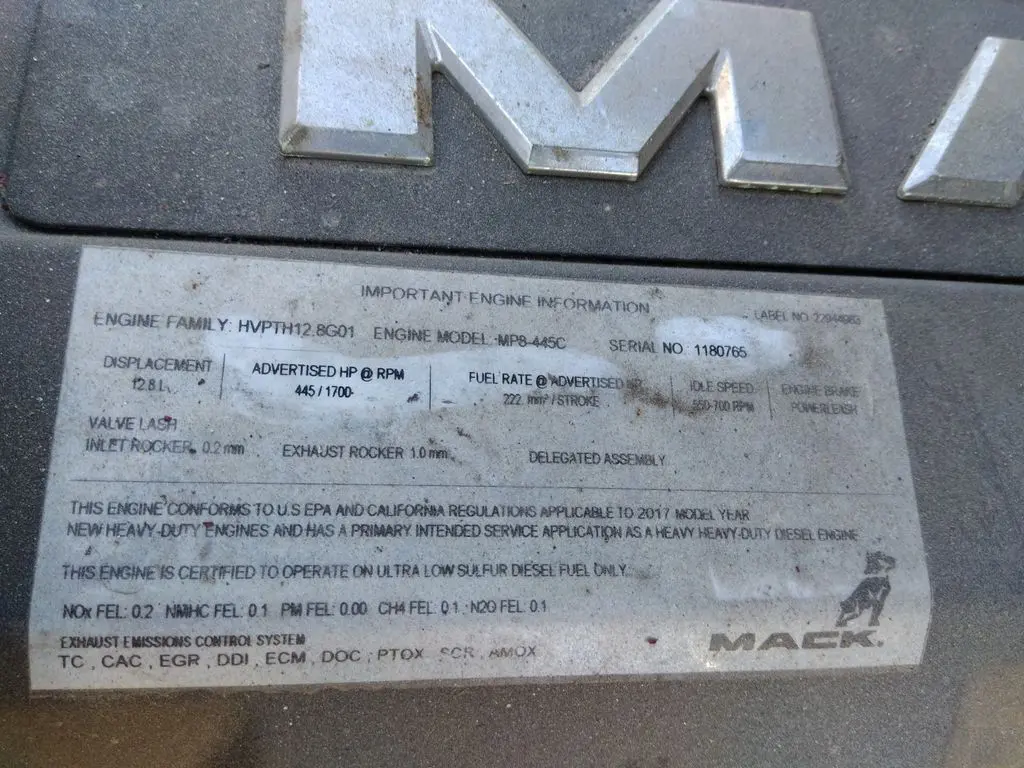 MA
IMPORTANT ENGINE INFORMATION
LABEL NO. 22944963
ENGINE FAMILY: HVPTH12.8G01 ENGINE MODEL MP8-445C SERIAL NO 1180765
DISPLACEMENT
12.8 L
ADVERTISED HP @ RPM
445 / 1700
FUEL RATE @ ADVERTISED HP
222 mm³ / STROKE
IDLE SPEED
550-700 RPM
ENGINE BRAKE
POWERLEASH
VALVE LASH
INLET ROCKER 0.2 mm EXHAUST ROCKER 1.0 mm DELEGATED ASSEMBLY
THIS ENGINE CONFORMS TO U.S EPA AND CALIFORNIA REGULATIONS APPLICABLE TO 2017 MODEL YEAR
NEW HEAVY-DUTY ENGINES AND HAS A PRIMARY INTENDED SERVICE APPLICATION AS A HEAVY HEAVY-DUTY DIESEL ENGINE
THIS ENGINE IS CERTIFIED TO OPERATE ON ULTRA LOW SULFUR DIESEL FUEL ONLY.
NOx FEL: 0.2 NMHC FEL: 0.1 PM FEL: 0.00 CH4 FEL: 0.1 N2O FEL: 0.1
EXHAUST EMISSIONS CONTROL SYSTEM
TC , CAC , EGR , DDI , ECM , DOC , PTOX , SCR , AMOX
MACK.